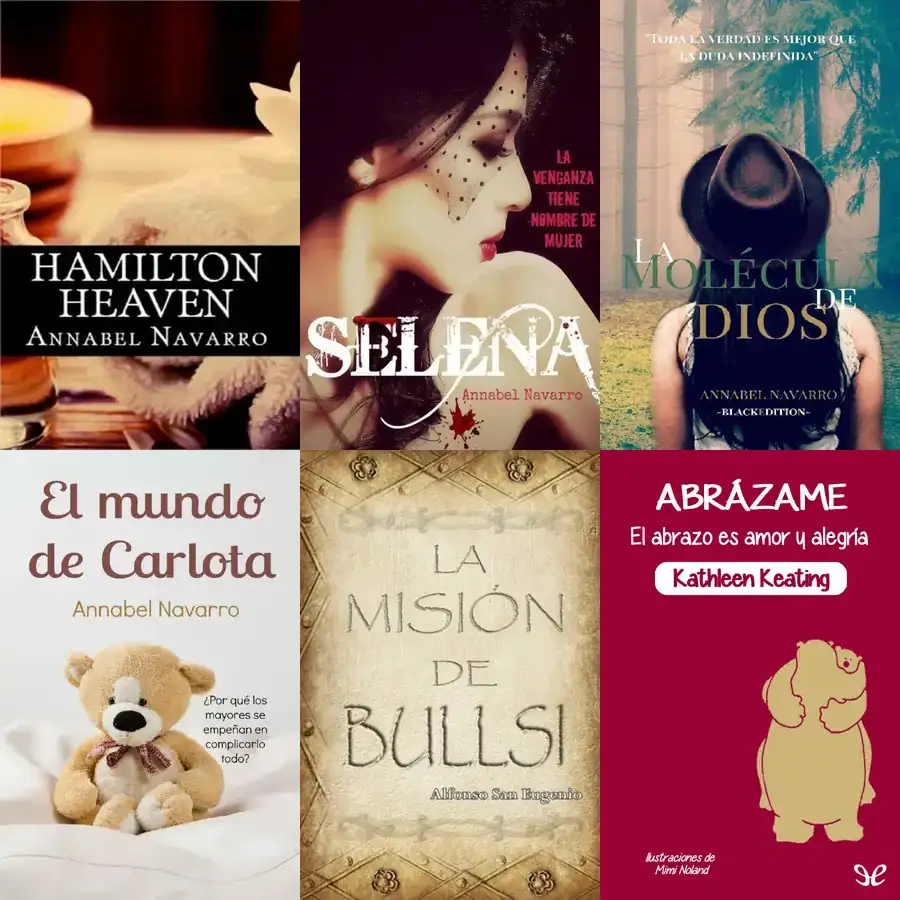 HAMILTON
HEAVEN
ANNABEL NAVARRO
LA
VENGANZA
TIENE
NOMBRE DE
MUJER
SELENA
Annabel Navarro
"TODA LA VERDAD ES MEJOR QUE
LA DUDA INDEFINIDA"
LA
MOLÉCULA
DE
DIOS
ANNABEL NAVARRO
-BLACKEDITION-
El mundo
de Carlota
Annabel Navarro
¿Por qué los
mayores se
empeñan en
complicarlo
todo?
LA
MISIÓN
DE
BULLSI
Alfonso San Eugenio
ABRÁZAME
El abrazo es amor y alegría
Kathleen Keating
Ilustraciones de
Mimi Noland